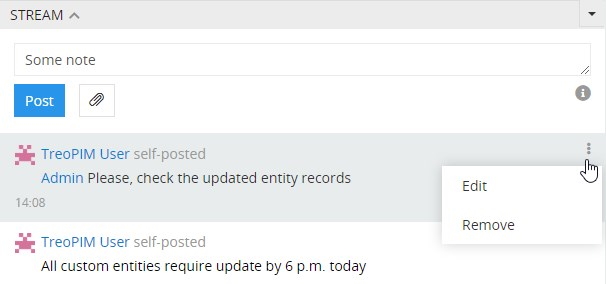 STREAM
Some note
Post
TreoPIM User self-posted
Admin Please, check the updated entity records
14:08
Edit
Remove
TreoPIM User self-posted
All custom entities require update by 6 p.m. today